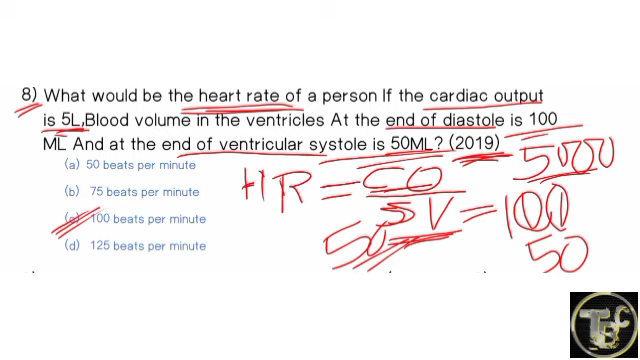 8) What would be the heart rate of a person If the cardiac output
is 5L,Blood volume in the ventricles At the end of diastole is 100
ML And at the end of ventricular systole is 50ML? (2019)
(a) 50 beats per minute
(b) 75 beats per minute
(c) 100 beats per minute
(d) 125 beats per minute
HR = CO
SV
= 100
50
5000
50